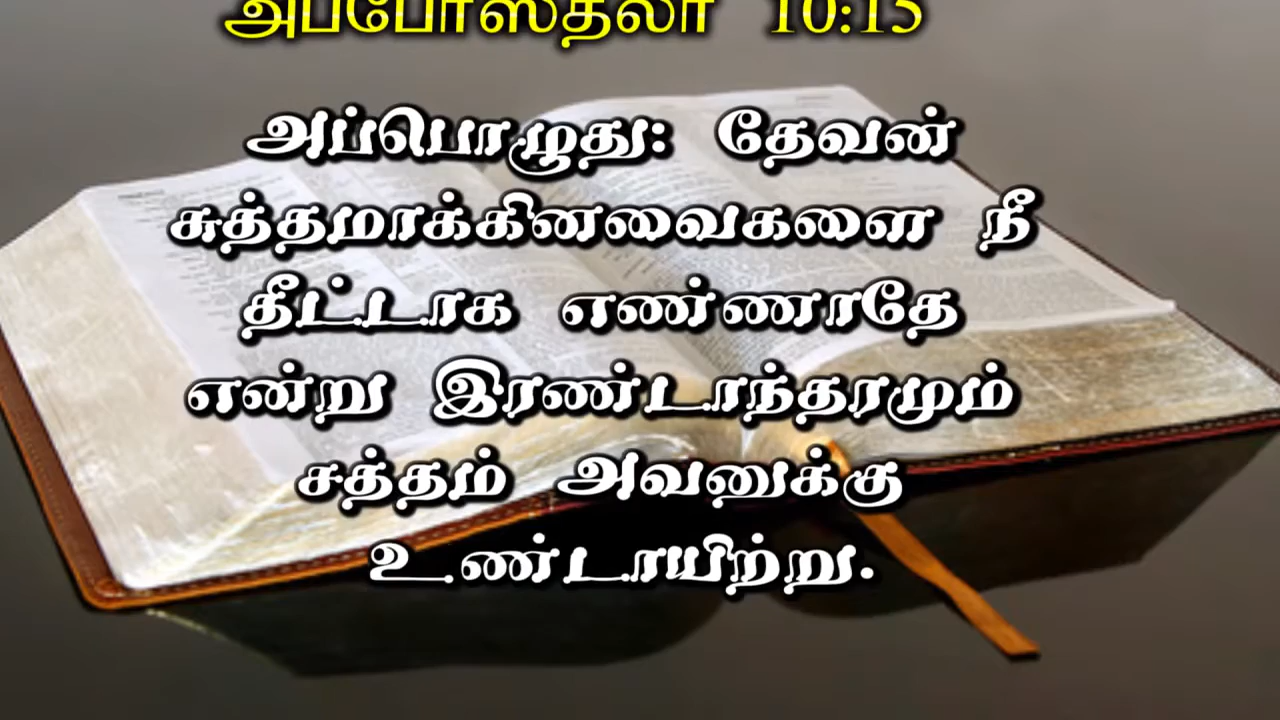 அப்போஸ்தலர் 10:15
அப்பொழுது: தேவன்
சுத்தமாக்கினவைகளை நீ
தீட்டாக எண்ணாதே
என்று இரண்டாந்தரமும்
சத்தம் அவனுக்கு
உண்டாயிற்று.